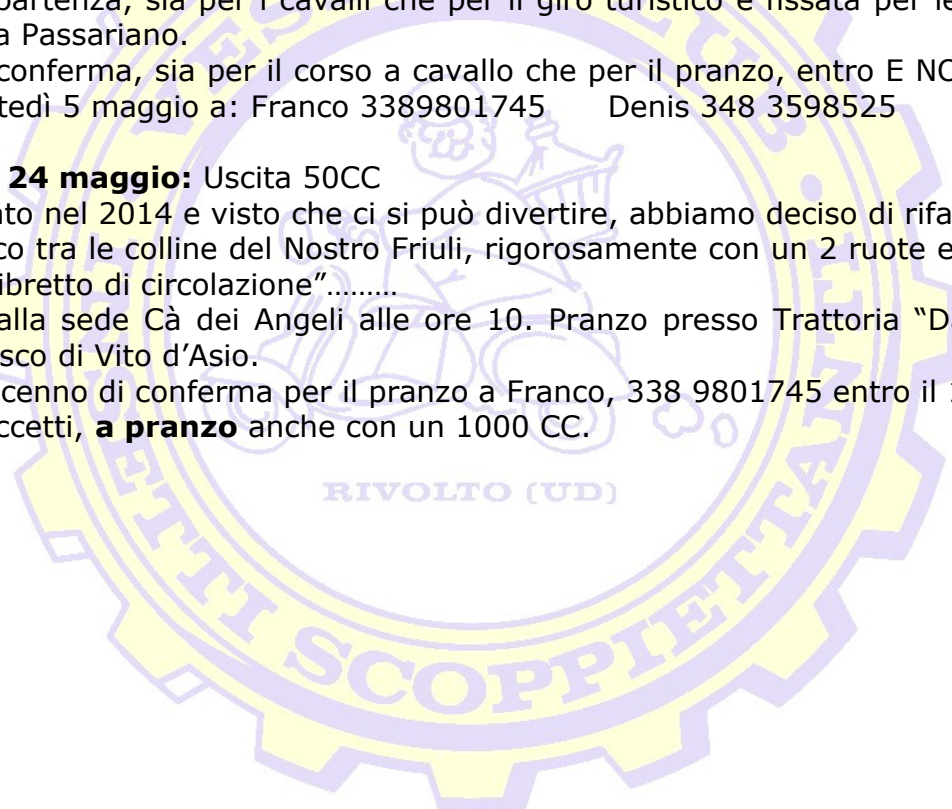 partenza, sia per i cavalli che per il giro turistico è fissata per le
a Passariano.
conferma, sia per il corso a cavallo che per il pranzo, entro E NO
tedì 5 maggio a: Franco 3389801745 Denis 348 3598525
24 maggio: Uscita 50CC
to nel 2014 e visto che ci si può divertire, abbiamo deciso di rifa
co tra le colline del Nostro Friuli, rigorosamente con un 2 ruote e
ibretto di circolazione”………
alla sede Cà dei Angeli alle ore 10. Pranzo presso Trattoria “D
sco di Vito d’Asio.
cenno di conferma per il pranzo a Franco, 338 9801745 entro il
ccetti, a pranzo anche con un 1000 CC.
RIVOLTO (UD)
INSETTI SCOPPIETTANTI